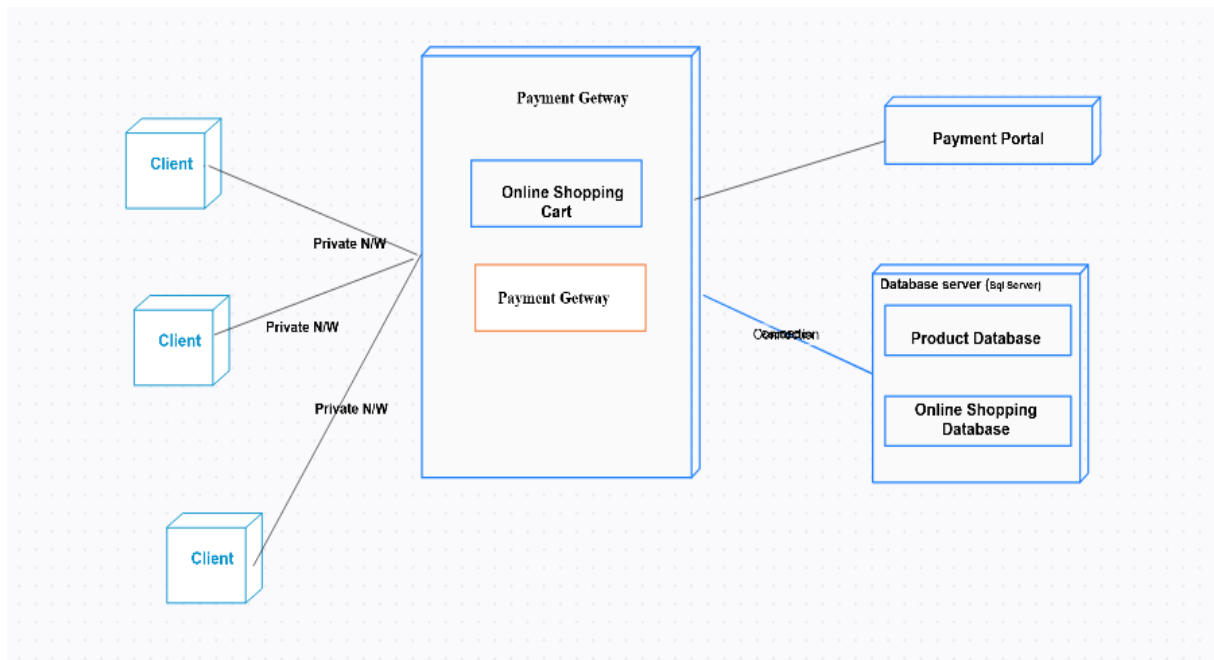 Client
Private N/W
Client
Private N/W
Private N/W
Client
Payment Getway
Online Shopping
Cart
Payment Getway
Payment Portal
Connection
Database server (Sql Server)
Product Database
Online Shopping
Database